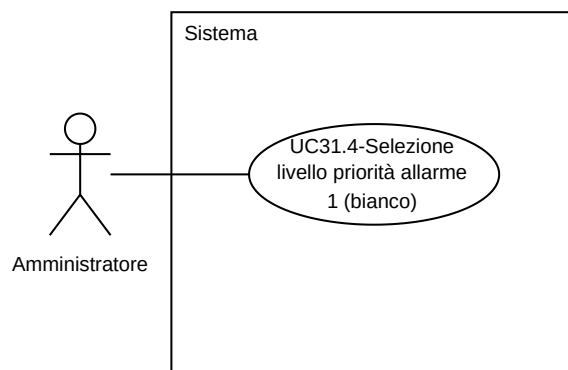 Sistema
UC31.4-Selezione
livello priorità allarme
1 (bianco)
Amministratore